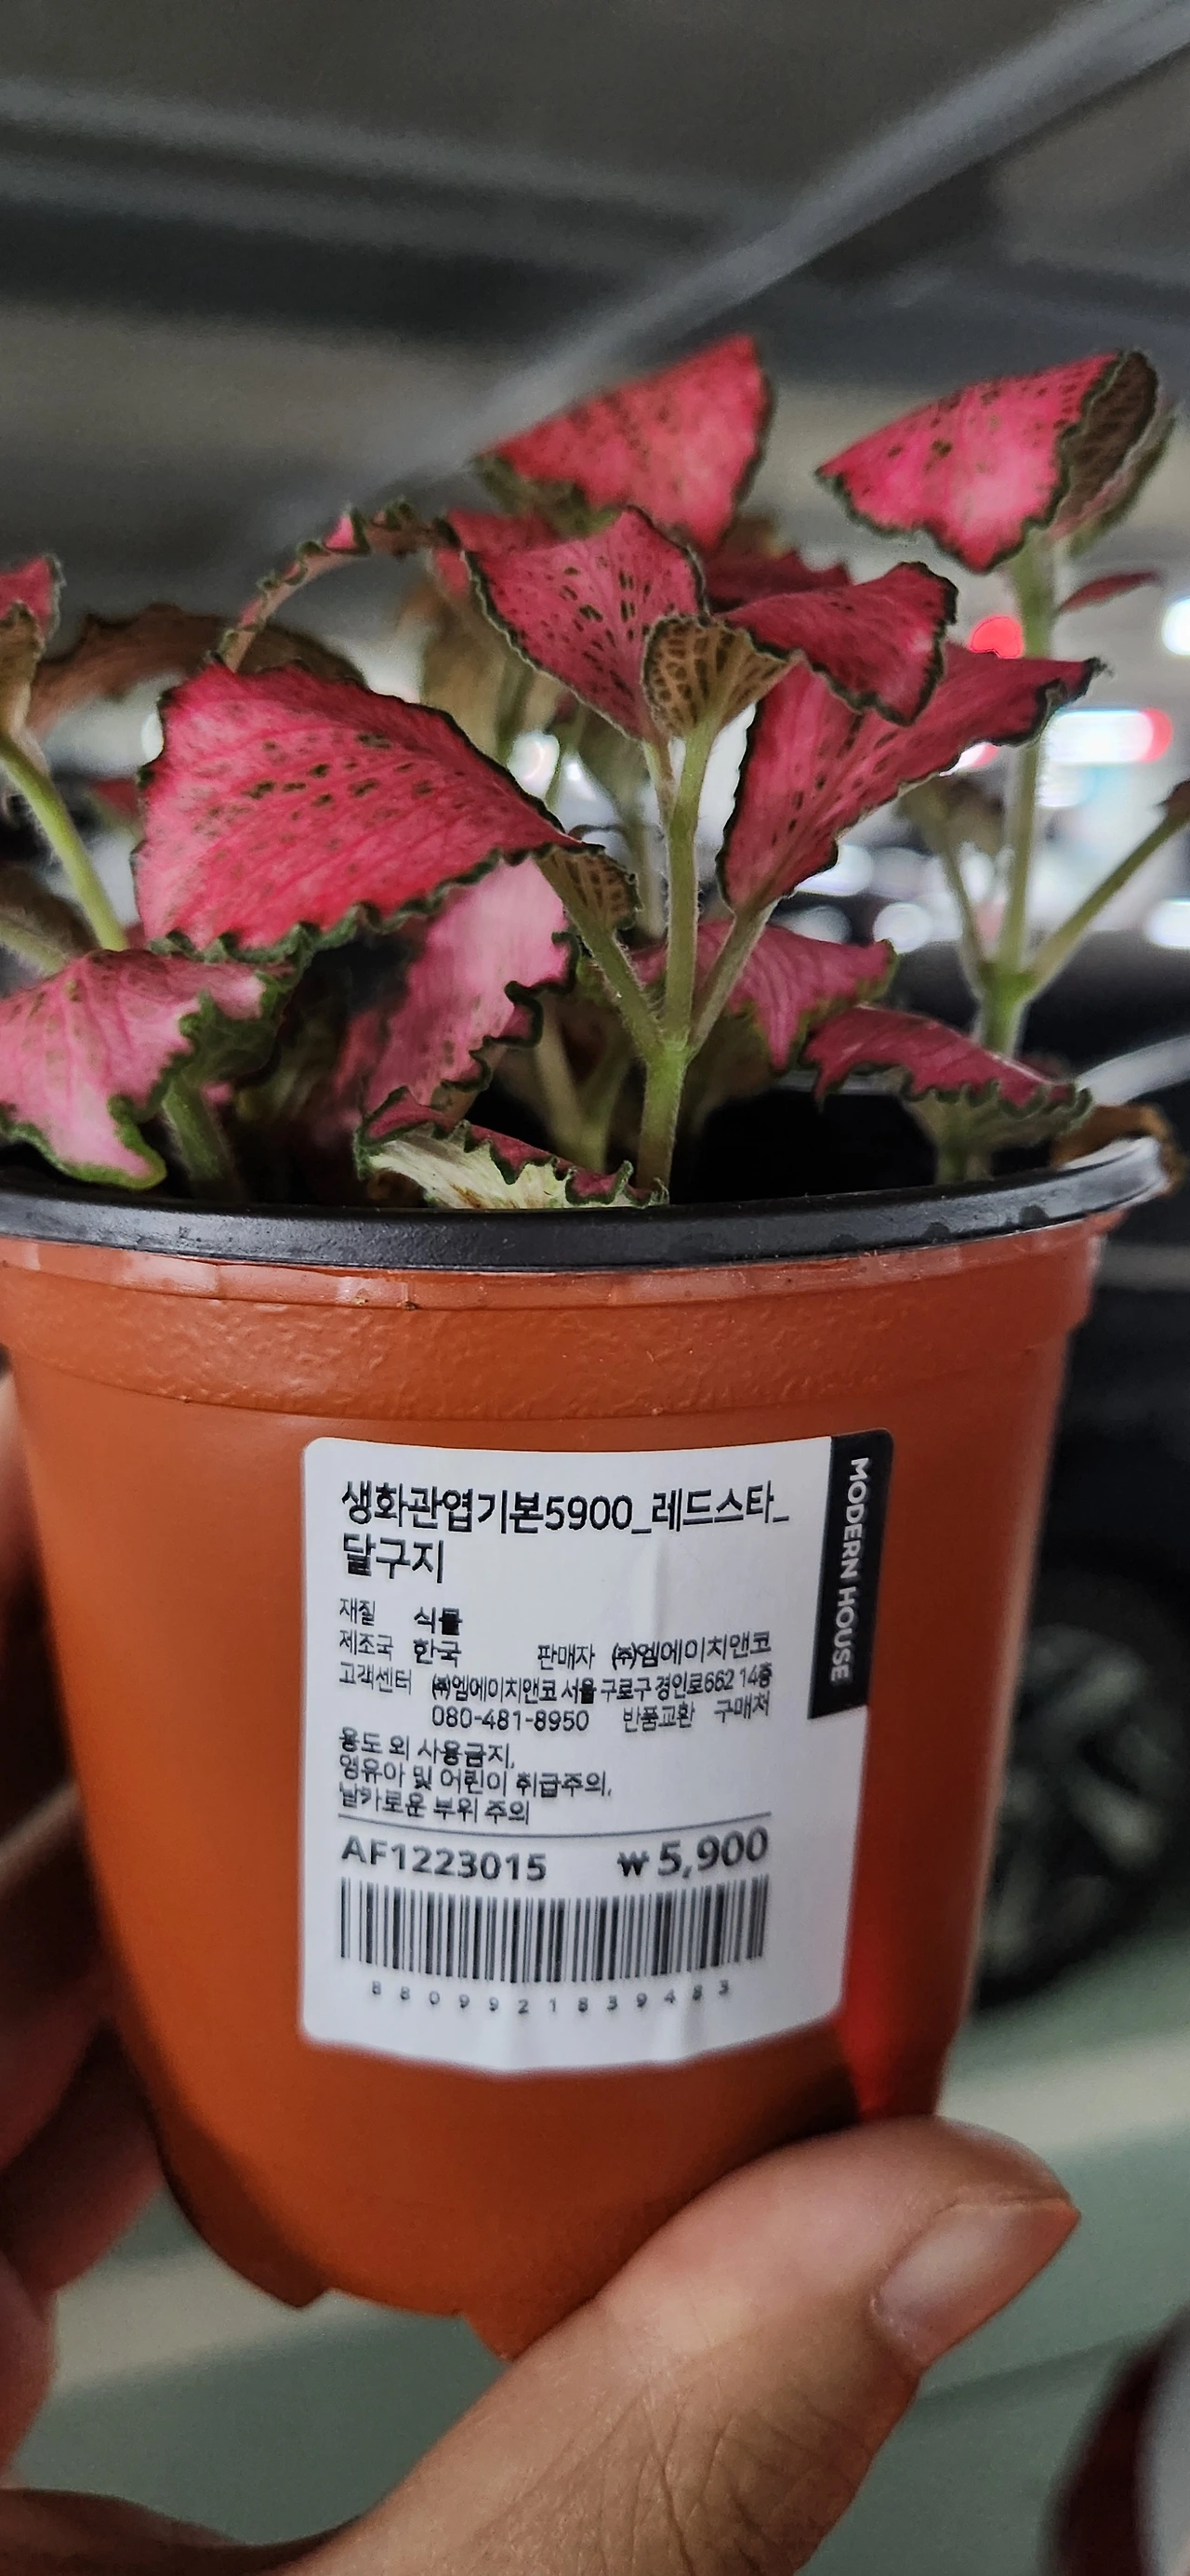 생화관엽기본5900_레드스타_
달구지
MODERN HOUSE
재질 식물
제조국 한국 판매자 ㈜엠에이치앤코
고객센터 ㈜엠에이치앤코 서울 구로구 경인로662 14층
080-481-8950 반품교환 구매처
용도 외 사용금지,
영유아 및 어린이 취급주의,
날카로운 부위 주의
AF1223015 ₩5,900
8809921839483